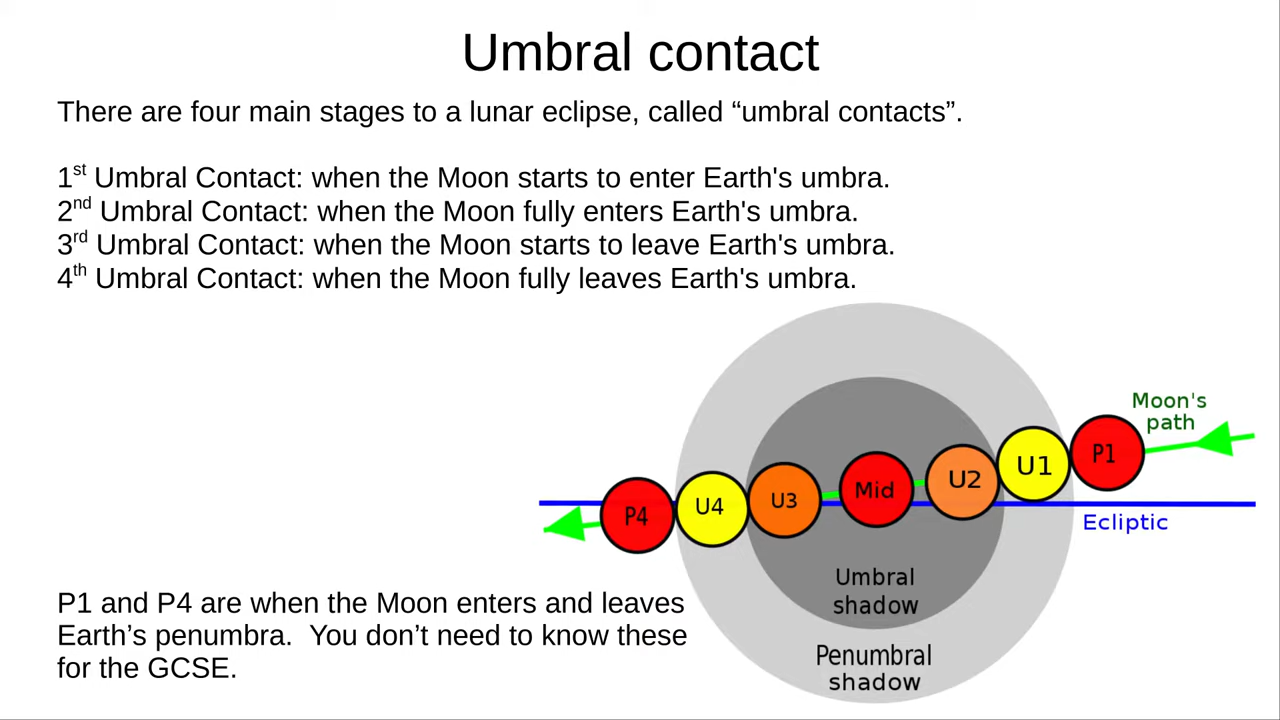 Umbral contact
There are four main stages to a lunar eclipse, called “umbral contacts”.
1st Umbral Contact: when the Moon starts to enter Earth's umbra.
2nd Umbral Contact: when the Moon fully enters Earth's umbra.
3rd Umbral Contact: when the Moon starts to leave Earth's umbra.
4th Umbral Contact: when the Moon fully leaves Earth's umbra.
Moon's
path
P1
U1
U2
Mid
U3
U4
P4
Ecliptic
Umbral
shadow
Penumbral
shadow
P1 and P4 are when the Moon enters and leaves
Earth’s penumbra.  You don’t need to know these
for the GCSE.